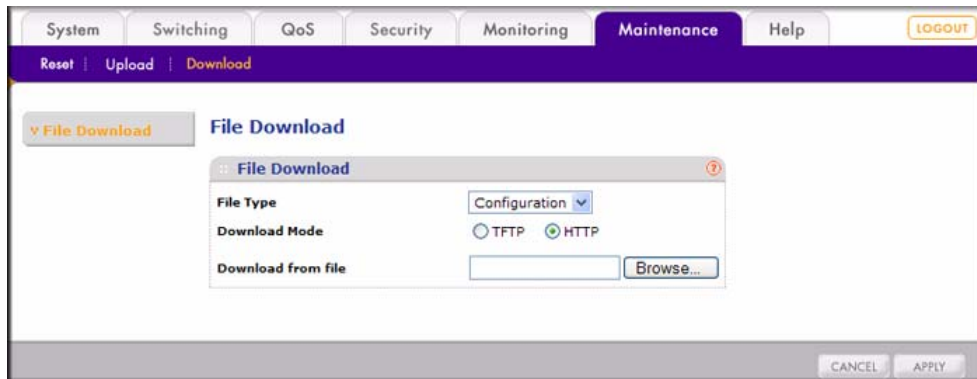 System Switching QoS Security Monitoring Maintenance Help LOGOUT
Reset Upload Download
v File Download
File Download
File Download ?
File Type Configuration
Download Mode TFTP HTTP
Download from file Browse...
CANCEL APPLY